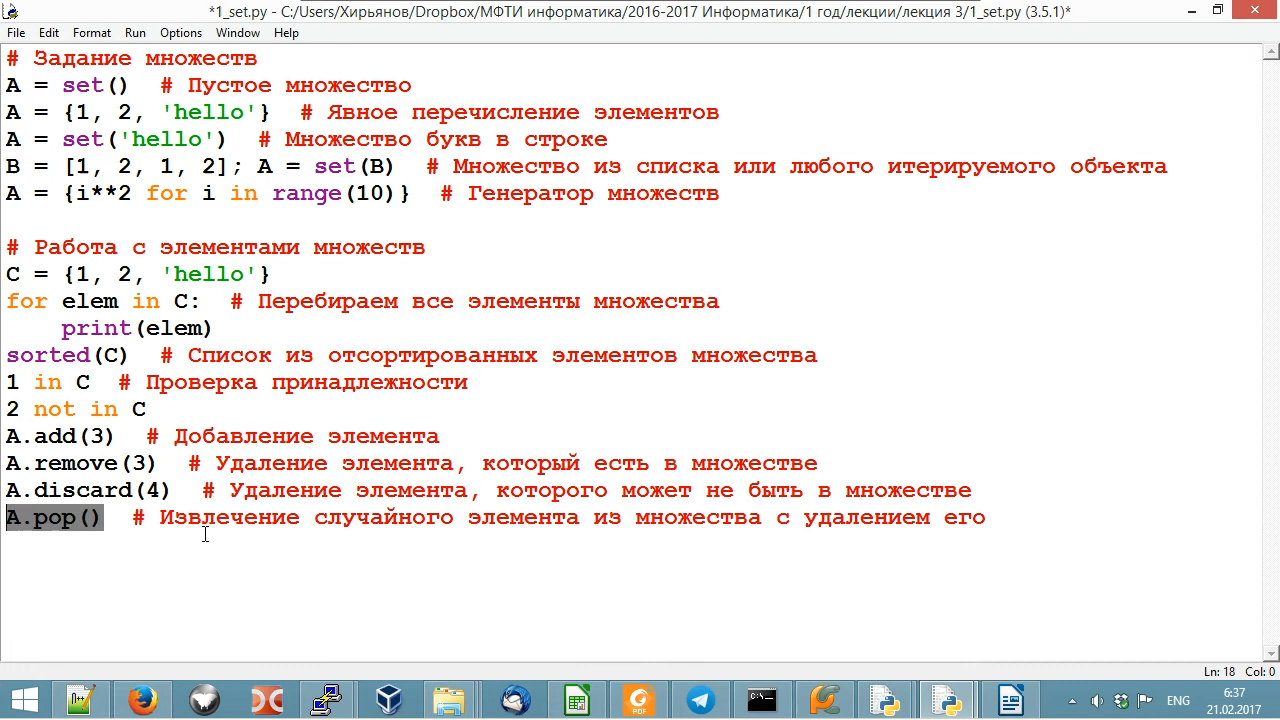 *1_set.py - C:/Users/Хирьянов/Dropbox/МФТИ информатика/2016-2017 Информатика/1 год/лекции/лекция 3/1_set.py (3.5.1)*
File Edit Format Run Options Window Help
# Задание множеств
A = set()  # Пустое множество
A = {1, 2, 'hello'}  # Явное перечисление элементов
A = set('hello')  # Множество букв в строке
B = [1, 2, 1, 2]; A = set(B)  # Множество из списка или любого итерируемого объекта
A = {i**2 for i in range(10)}  # Генератор множеств
# Работа с элементами множеств
C = {1, 2, 'hello'}
for elem in C:  # Перебираем все элементы множества
    print(elem)
sorted(C)  # Список из отсортированных элементов множества
1 in C  # Проверка принадлежности
2 not in C
A.add(3)  # Добавление элемента
A.remove(3)  # Удаление элемента, который есть в множестве
A.discard(4)  # Удаление элемента, которого может не быть в множестве
A.pop()  # Извлечение случайного элемента из множества с удалением его
Ln: 18 Col: 0
PDF
C:\_
ENG
6:37
21.02.2017